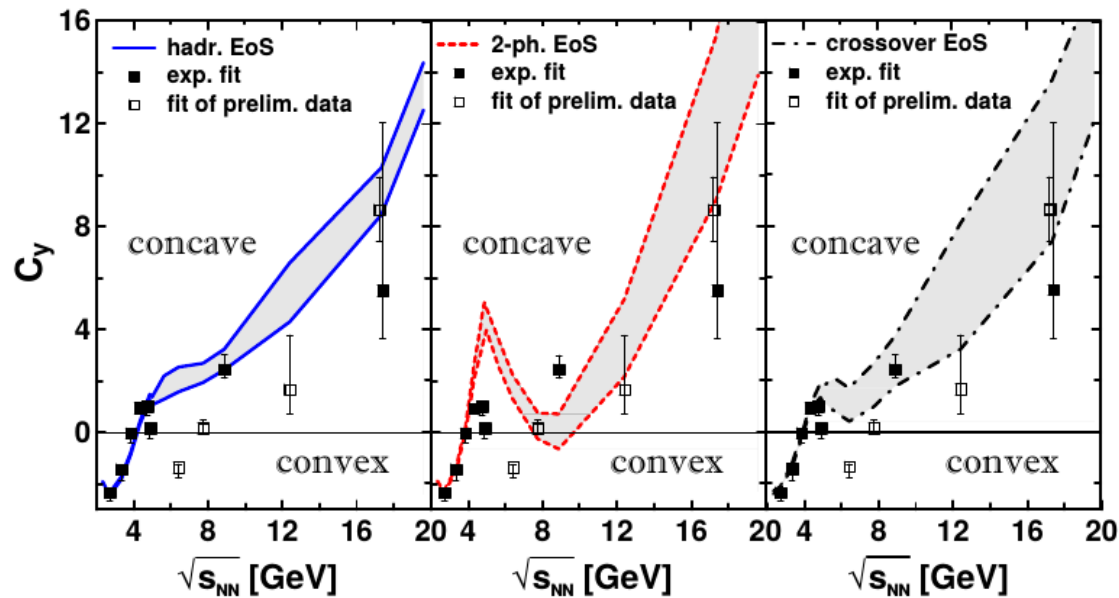 16
12
8
4
0
C_y
hadr. EoS
exp. fit
fit of prelim. data
concave
convex
4 8 12 16 20
√s_NN [GeV]
2-ph. EoS
exp. fit
fit of prelim. data
concave
convex
4 8 12 16 20
√s_NN [GeV]
crossover EoS
exp. fit
fit of prelim. data
concave
convex
4 8 12 16 20
√s_NN [GeV]